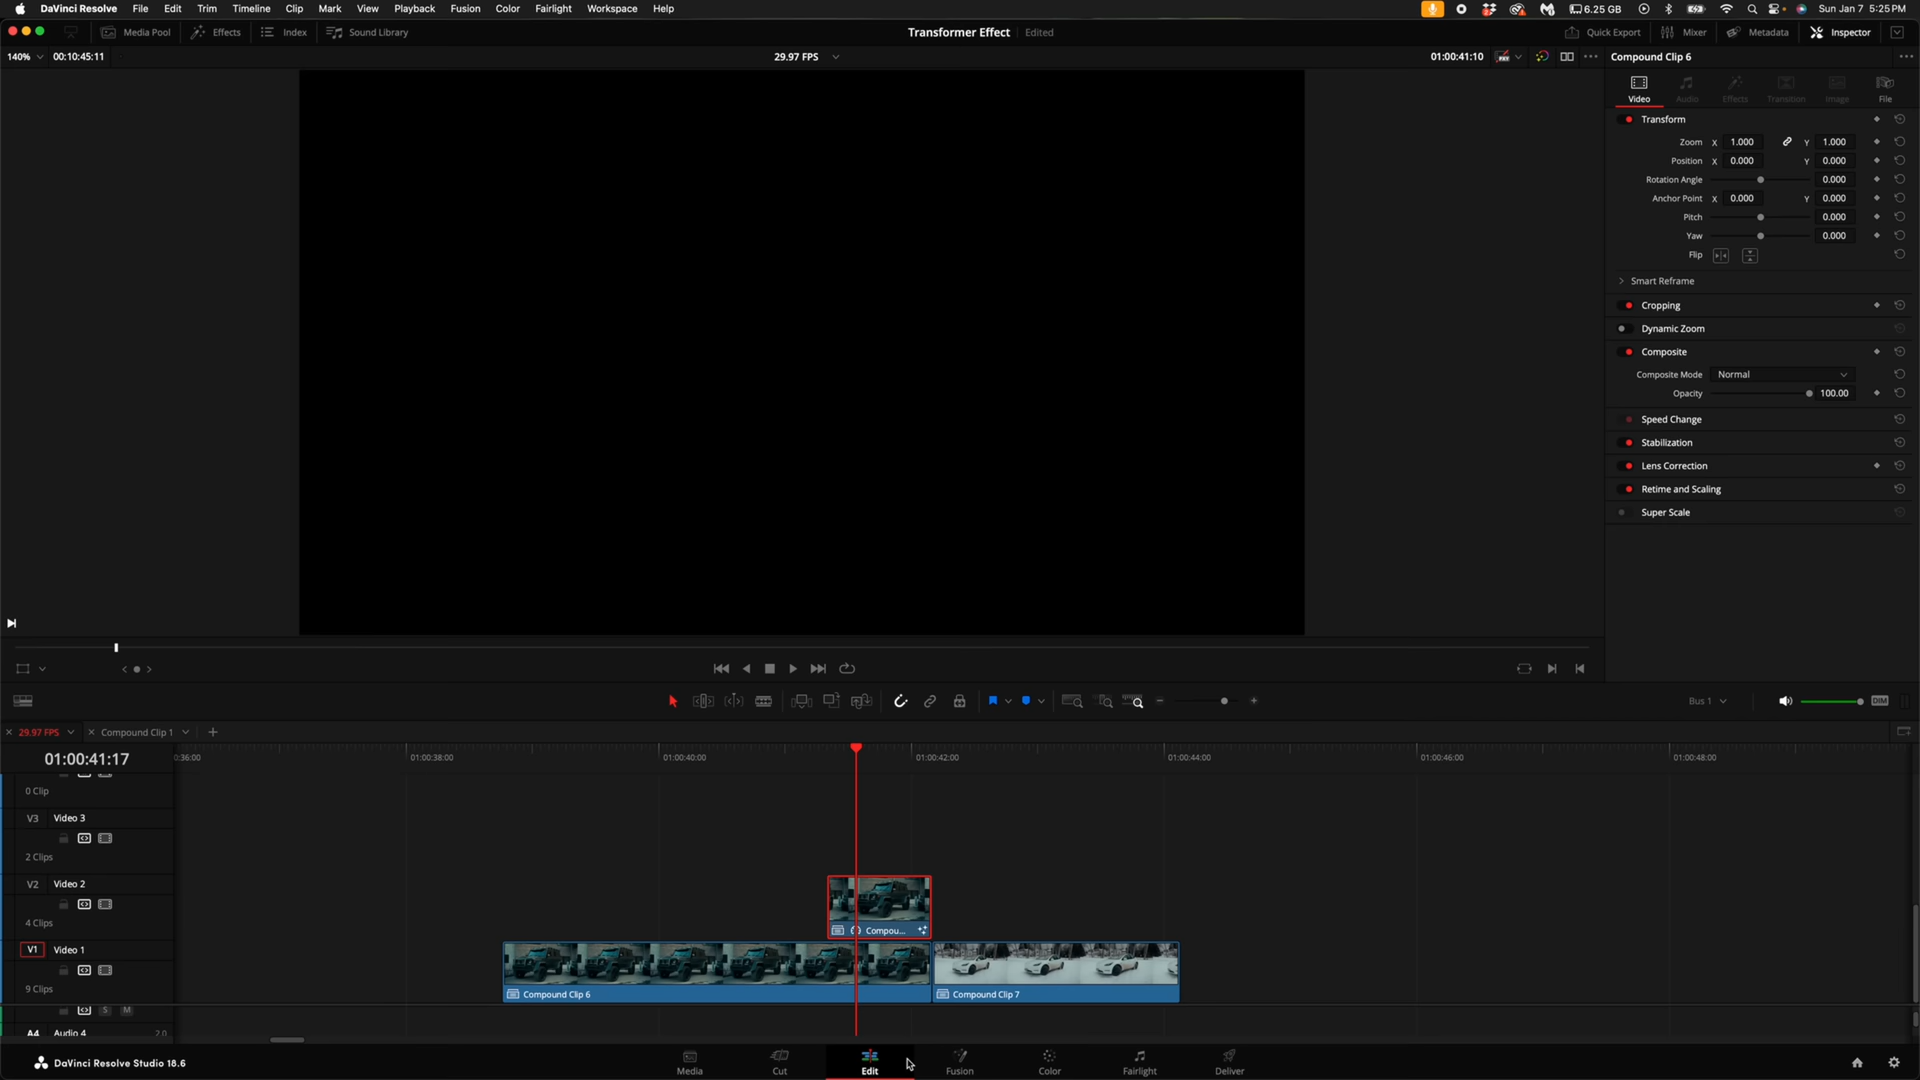 DaVinci Resolve File Edit Trim Timeline Clip Mark View Playback Fusion Color Fairlight Workspace Help 6.25 GB Sun Jan 7 5:25 PM
Media Pool Effects Index Sound Library Transformer Effect Edited Quick Export Mixer Metadata Inspector
140% 00:10:45:11 29.97 FPS 01:00:41:10 Compound Clip 6
Video Audio Effects Transition Image File
Transform
Zoom X 1.000 Y 1.000
Position X 0.000 Y 0.000
Rotation Angle 0.000
Anchor Point X 0.000 Y 0.000
Pitch 0.000
Yaw 0.000
Flip
Smart Reframe
Cropping
Dynamic Zoom
Composite
Composite Mode Normal
Opacity 100.00
Speed Change
Stabilization
Lens Correction
Retime and Scaling
Super Scale
Bus 1 DIM
29.97 FPS Compound Clip 1
01:00:41:17 0:36:00 01:00:38:00 01:00:40:00 01:00:42:00 01:00:44:00 01:00:46:00 01:00:48:00
0 Clip
V3 Video 3
2 Clips
V2 Video 2
4 Clips
Compou...
V1 Video 1
9 Clips
Compound Clip 6 Compound Clip 7
S M
A4 Audio 4 2.0
DaVinci Resolve Studio 18.6 Media Cut Edit Fusion Color Fairlight Deliver